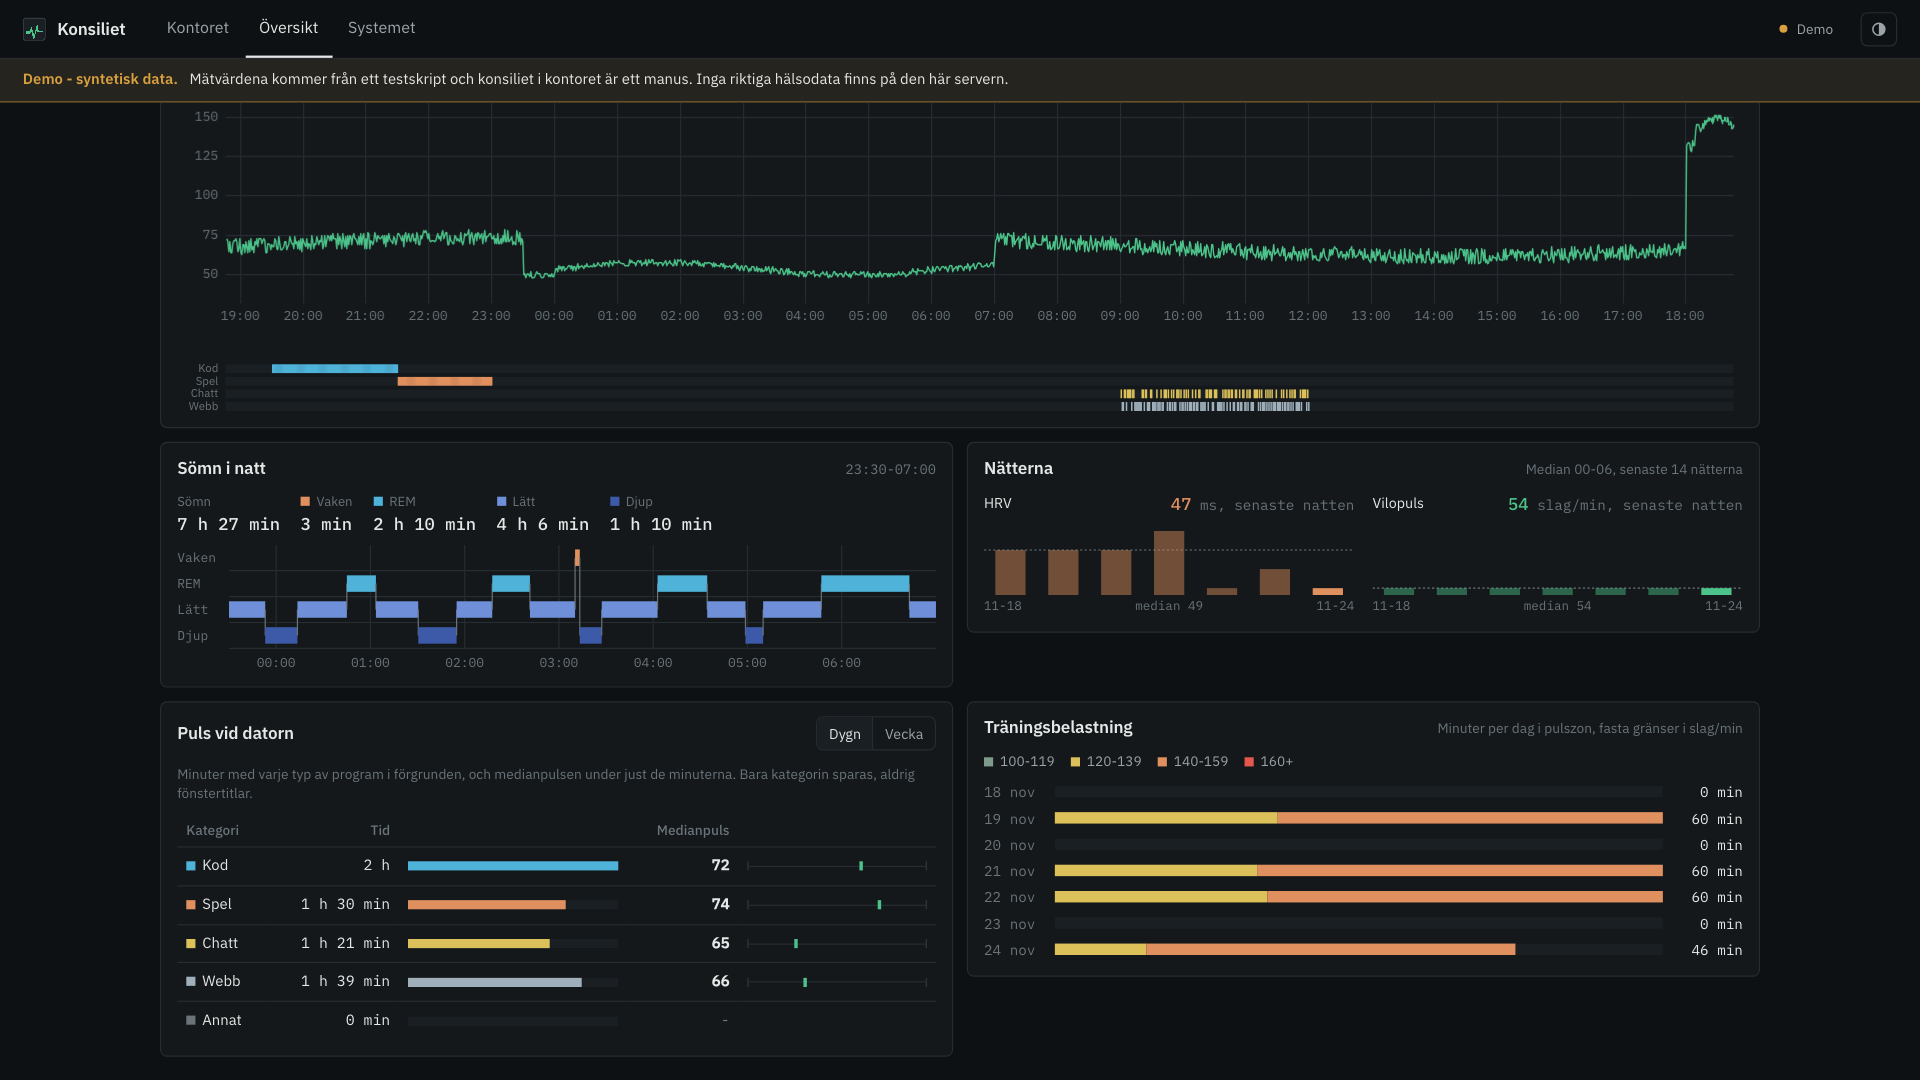 Konsiliet
Kontoret
Översikt
Systemet
Demo
Demo - syntetisk data. Mätvärdena kommer från ett testskript och konsiliet i kontoret är ett manus. Inga riktiga hälsodata finns på den här servern.
150
125
100
75
50
19:00 20:00 21:00 22:00 23:00 00:00 01:00 02:00 03:00 04:00 05:00 06:00 07:00 08:00 09:00 10:00 11:00 12:00 13:00 14:00 15:00 16:00 17:00 18:00
Kod
Spel
Chatt
Webb
Sömn i natt
23:30-07:00
Sömn Vaken REM Lätt Djup
7 h 27 min 3 min 2 h 10 min 4 h 6 min 1 h 10 min
Vaken
REM
Lätt
Djup
00:00 01:00 02:00 03:00 04:00 05:00 06:00
Nätterna
Median 00-06, senaste 14 nätterna
HRV 47 ms, senaste natten
11-18 median 49 11-24
Vilopuls 54 slag/min, senaste natten
11-18 median 54 11-24
Puls vid datorn
Dygn Vecka
Minuter med varje typ av program i förgrunden, och medianpulsen under just de minuterna. Bara kategorin sparas, aldrig
fönstertitlar.
Kategori Tid Medianpuls
Kod 2 h 72
Spel 1 h 30 min 74
Chatt 1 h 21 min 65
Webb 1 h 39 min 66
Annat 0 min -
Träningsbelastning
Minuter per dag i pulszon, fasta gränser i slag/min
100-119 120-139 140-159 160+
18 nov 0 min
19 nov 60 min
20 nov 0 min
21 nov 60 min
22 nov 60 min
23 nov 0 min
24 nov 46 min